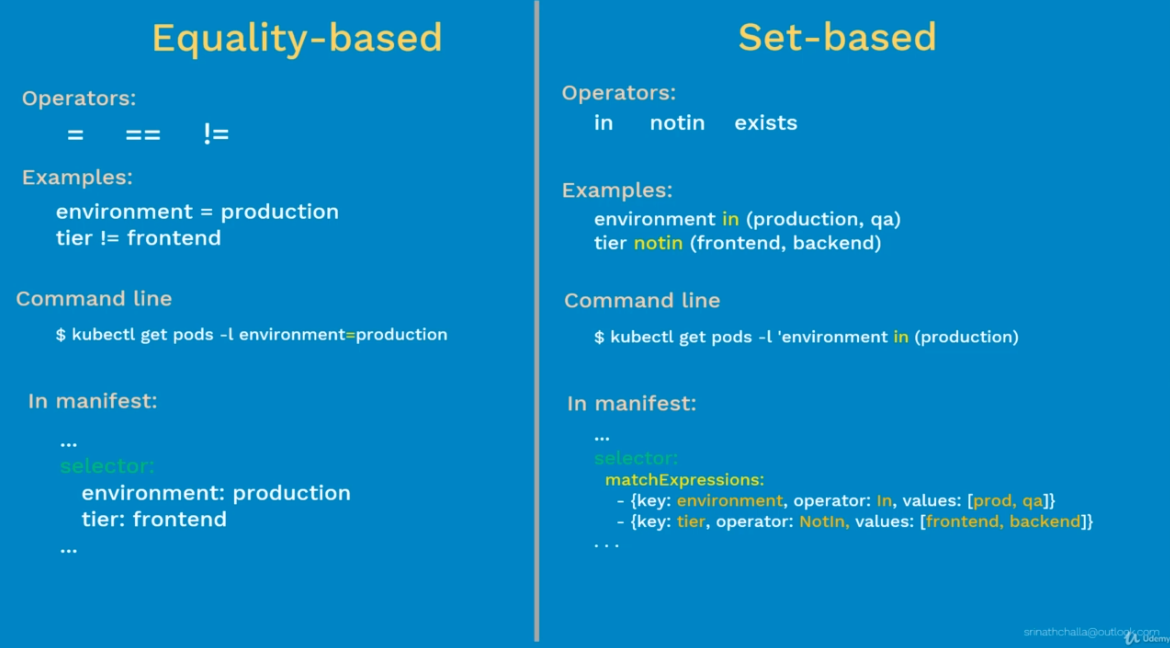 Equality-based
Operators:
= == !=
Examples:
environment = production
tier != frontend
Command line
$ kubectl get pods -l environment=production
In manifest:
...
selector:
environment: production
tier: frontend
...
Set-based
Operators:
in notin exists
Examples:
environment in (production, qa)
tier notin (frontend, backend)
Command line
$ kubectl get pods -l 'environment in (production)
In manifest:
...
selector:
matchExpressions:
- {key: environment, operator: In, values: [prod, qa]}
- {key: tier, operator: NotIn, values: [frontend, backend]}
. . .
srinathchalla@outlook.com
Udemy